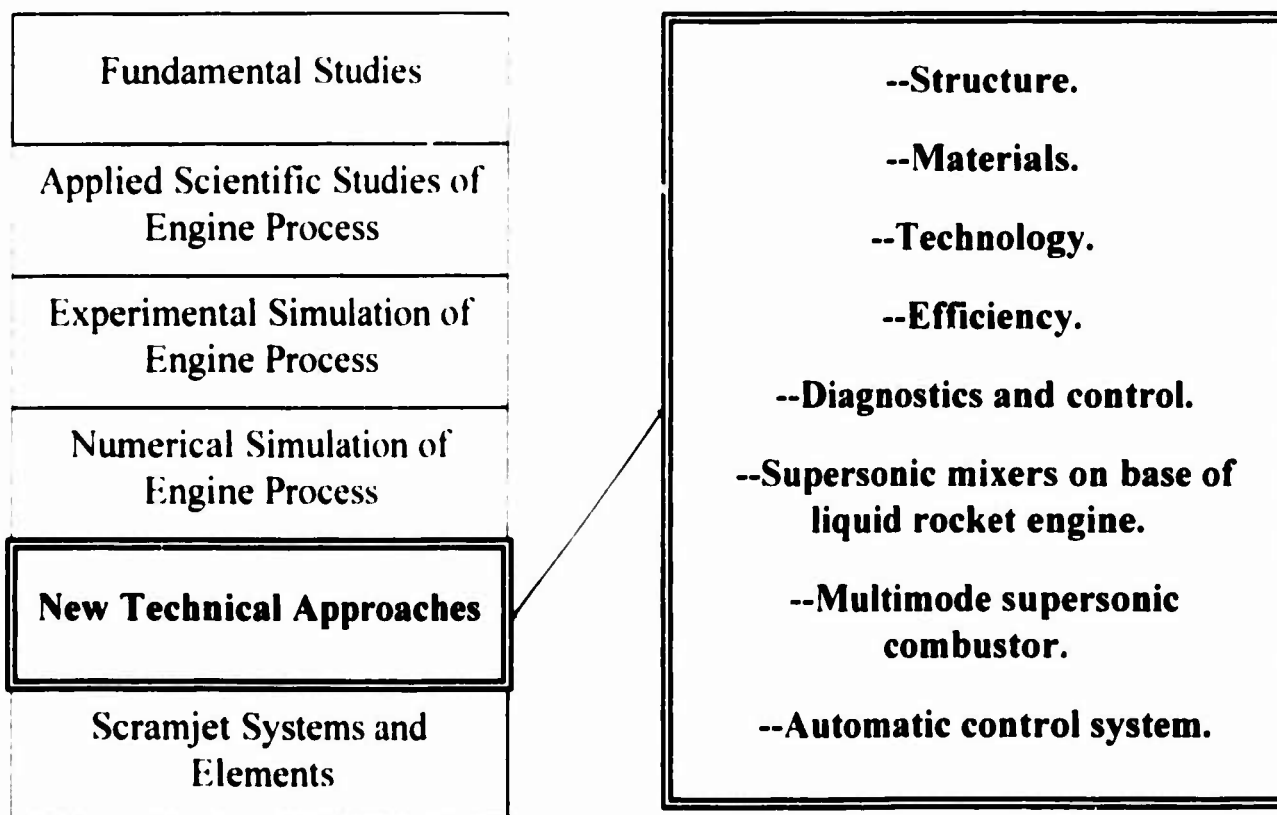 Fundamental Studies
Applied Scientific Studies of
Engine Process
Experimental Simulation of
Engine Process
Numerical Simulation of
Engine Process
New Technical Approaches
Scramjet Systems and
Elements
--Structure.
--Materials.
--Technology.
--Efficiency.
--Diagnostics and control.
--Supersonic mixers on base of
liquid rocket engine.
--Multimode supersonic
combustor.
--Automatic control system.